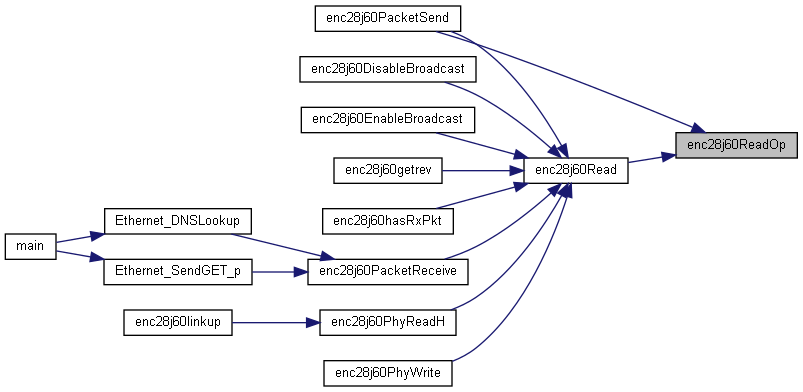 enc28j60PacketSend
enc28j60DisableBroadcast
enc28j60EnableBroadcast
enc28j60ReadOp
enc28j60getrev
enc28j60Read
enc28j60hasRxPkt
Ethernet_DNSLookup
main
Ethernet_SendGET_p
enc28j60PacketReceive
enc28j60linkup
enc28j60PhyReadH
enc28j60PhyWrite